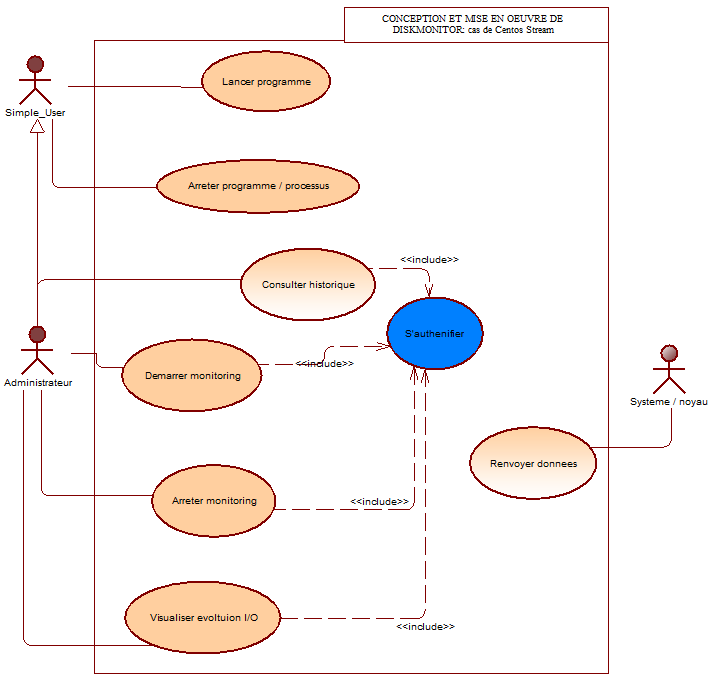 CONCEPTION ET MISE EN OEUVRE DE
DISKMONITOR: cas de Centos Stream
Lancer programme
Simple_User
Arreter programme / processus
<<include>>
Consulter historique
S'authenifier
<<include>>
Demarrer monitoring
Administrateur
Systeme / noyau
Renvoyer donnees
Arreter monitoring
<<include>>
Visualiser evoltuion I/O
<<include>>